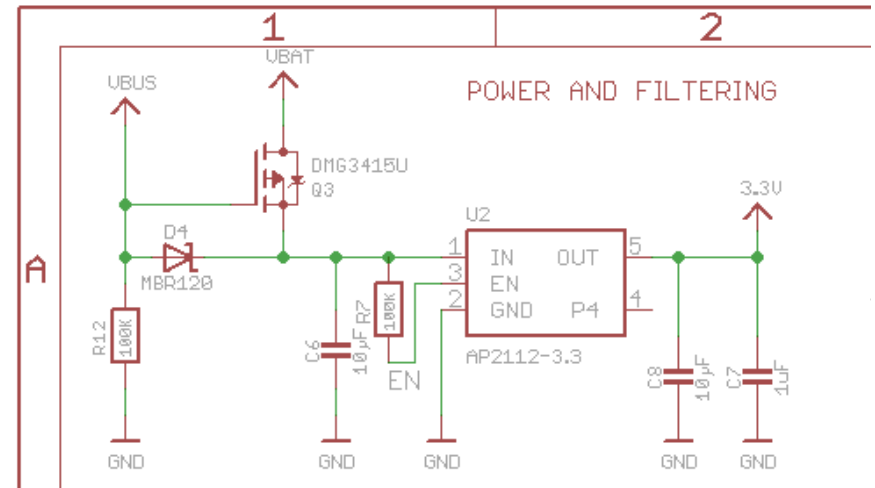 1
2
A
POWER AND FILTERING
VBUS
VBAT
DMG3415U
Q3
D4
MBR120
R12
100K
GND
C6
10µF
GND
R7
100K
EN
U2
1
IN
3
EN
2
GND
OUT
5
P4
4
AP2112-3.3
GND
3.3V
C8
10µF
GND
C7
1uF
GND